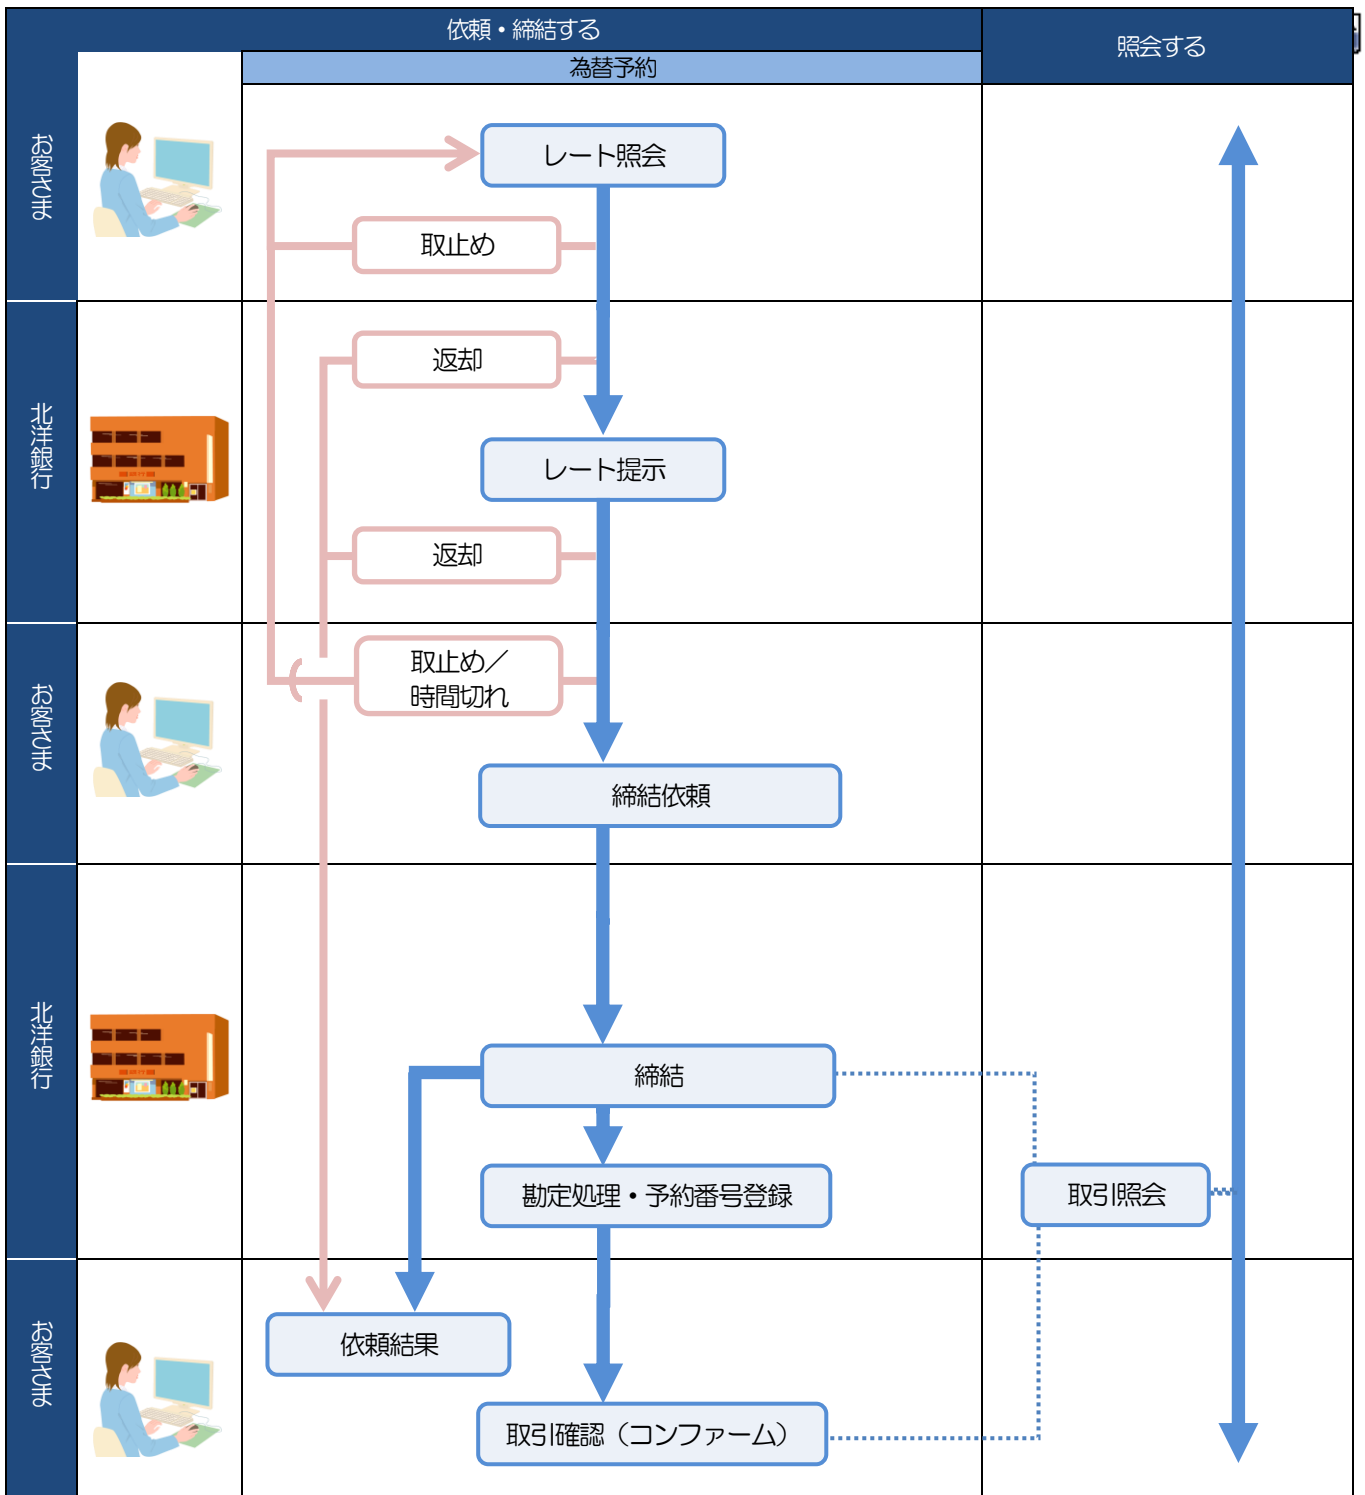 依頼・締結する
照会する
為替予約
お客さま
レート照会
取止め
北洋銀行
返却
レート提示
返却
お客さま
取止め／
時間切れ
締結依頼
北洋銀行
締結
勘定処理・予約番号登録
取引照会
お客さま
依頼結果
取引確認（コンファーム）